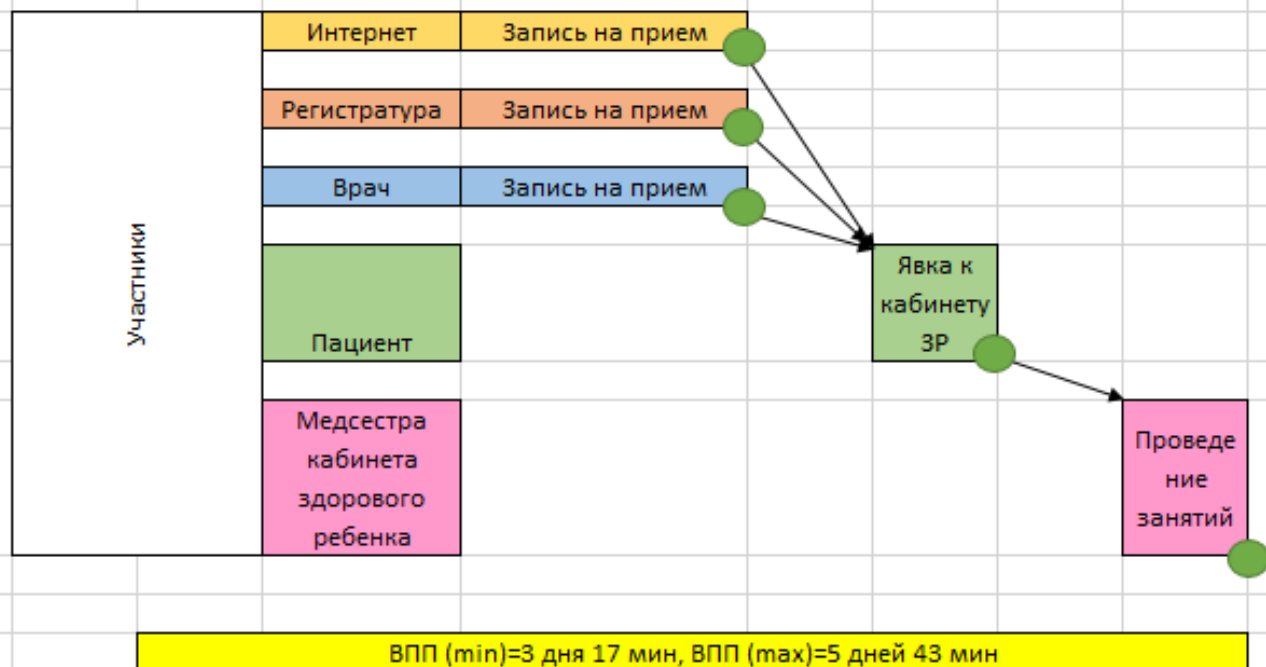 Интернет Запись на прием
Регистратура Запись на прием
Врач Запись на прием
Участники
Пациент
Явка к
кабинету
ЗР
Медсестра
кабинета
здорового
ребенка
Проведе
ние
занятий
ВПП (min)=3 дня 17 мин, ВПП (max)=5 дней 43 мин